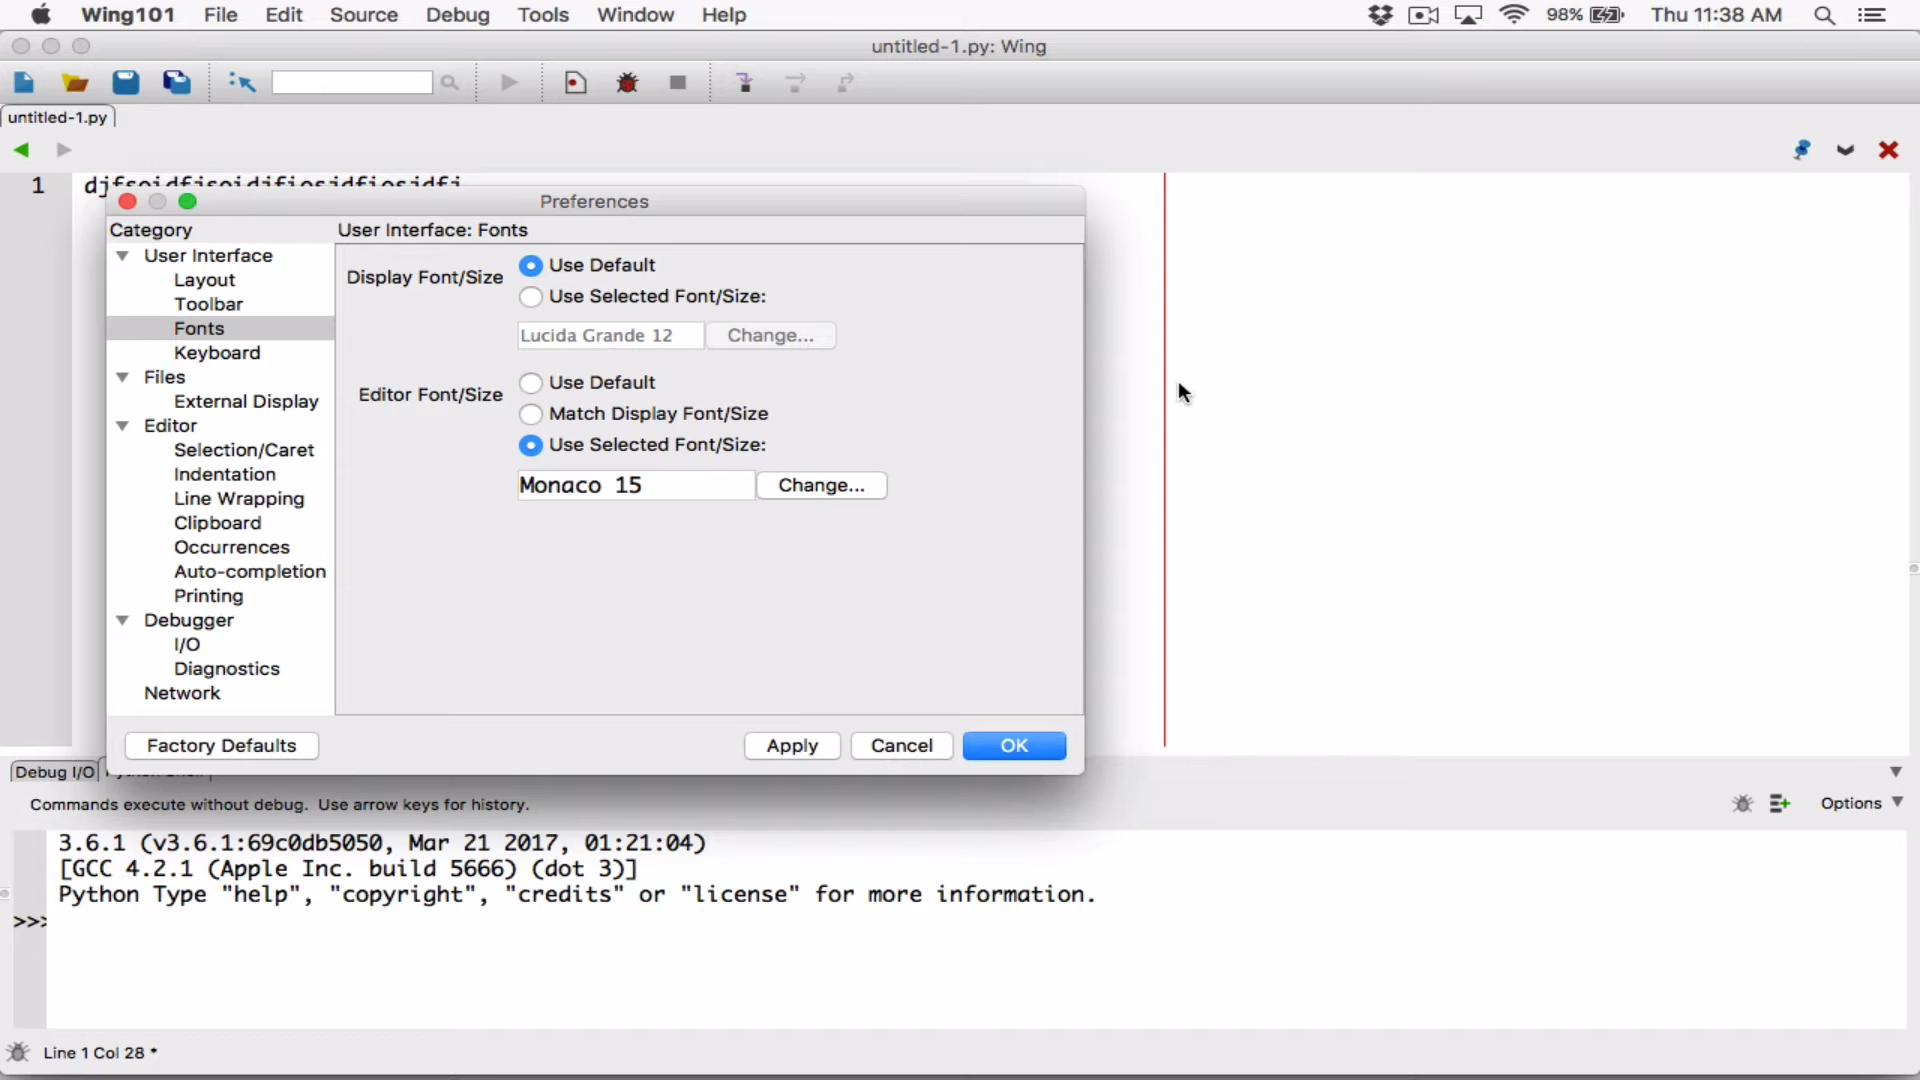 Wing101 File Edit Source Debug Tools Window Help 98% Thu 11:38 AM
untitled-1.py: Wing
untitled-1.py
1
Preferences
Category
User Interface: Fonts
User Interface
Layout
Toolbar
Fonts
Keyboard
Files
External Display
Editor
Selection/Caret
Indentation
Line Wrapping
Clipboard
Occurrences
Auto-completion
Printing
Debugger
I/O
Diagnostics
Network
Display Font/Size
Use Default
Use Selected Font/Size:
Lucida Grande 12 Change...
Editor Font/Size
Use Default
Match Display Font/Size
Use Selected Font/Size:
Monaco 15 Change...
Factory Defaults Apply Cancel OK
Debug I/O
Commands execute without debug. Use arrow keys for history.
Options
3.6.1 (v3.6.1:69c0db5050, Mar 21 2017, 01:21:04)
[GCC 4.2.1 (Apple Inc. build 5666) (dot 3)]
Python Type "help", "copyright", "credits" or "license" for more information.
>>>
Line 1 Col 28 *